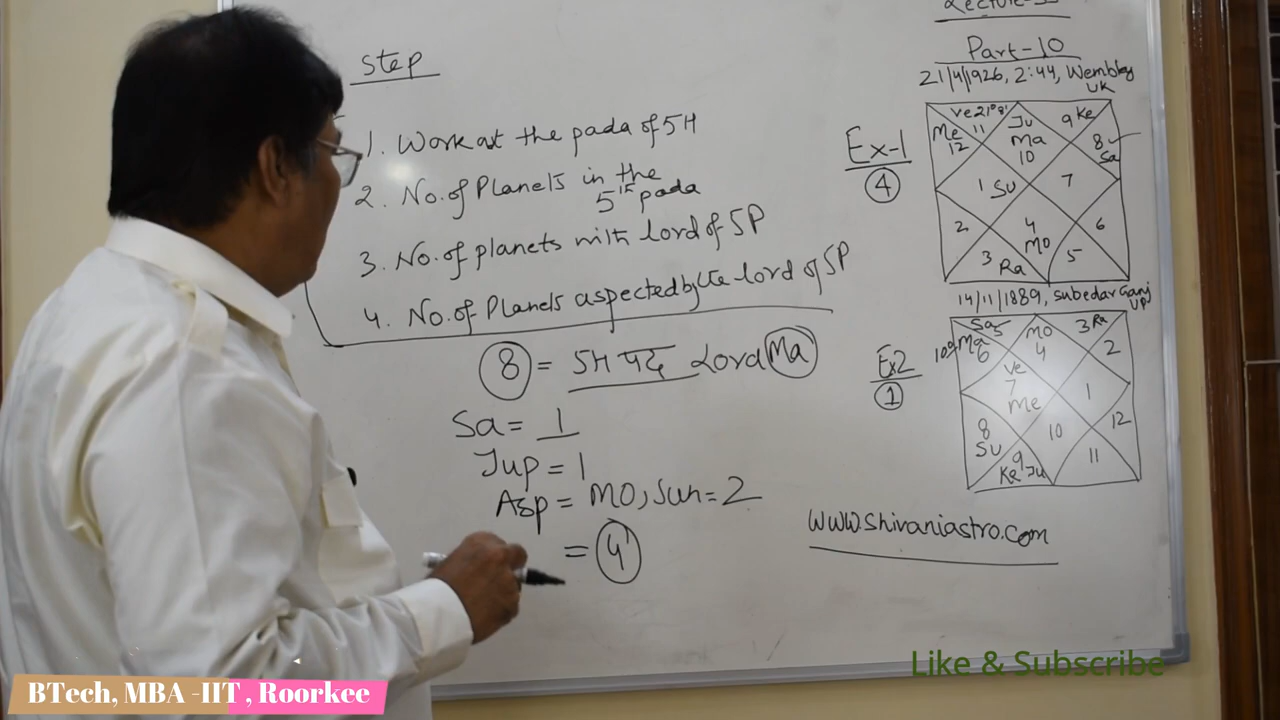 Step
1. Work out the pada of 5H
2. No. of Planets in the
5th pada
3. No. of planets with lord of 5P
4. No. of Planets aspected by the lord of 5P
8 = 5H पद Lord Ma
Sa = 1
Jup = 1
Asp = Mo, Sun = 2
= 4
Part-10
21/4/1926, 2:44, Wembley
UK
Ex-1
4
Ve 21°8'
11
Ju
Ma
10
9 Ke
Me
12
8
Sa
1 Su
7
2
4
Mo
6
3 Ra
5
14/11/1889, Subedar Ganj
UP
Ex2
1
Sa 5
Mo
4
3 Ra
Ma
6
2
Ve
7
Me
1
8
Su
10
12
9
Ke Ju
11
www.shivaniastro.com
Like & Subscribe
BTech, MBA -IIT , Roorkee